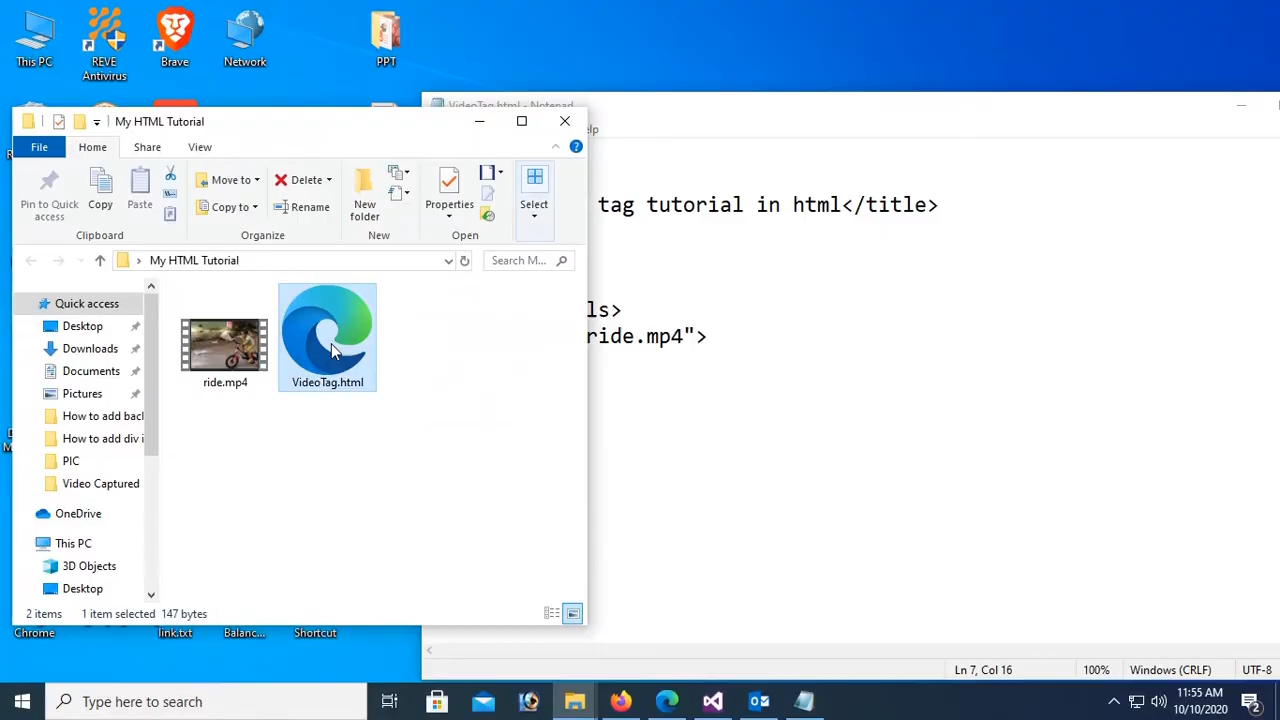 This PC
REVE
Antivirus
Brave
Network
PPT
VideoTag.html - Notepad
My HTML Tutorial
File
Home
Share
View
Pin to Quick
access
Copy
Paste
Move to
Copy to
Delete
Rename
New
folder
Properties
Select
Clipboard
Organize
New
Open
My HTML Tutorial
Search M...
Quick access
Desktop
Downloads
Documents
Pictures
How to add bac
How to add div i
PIC
Video Captured
OneDrive
This PC
3D Objects
Desktop
ride.mp4
VideoTag.html
2 items
1 item selected 147 bytes
elp
tag tutorial in html</title>
ls>
ride.mp4">
Chrome
link.txt
Balanc...
Shortcut
Ln 7, Col 16
100%
Windows (CRLF)
UTF-8
Type here to search
11:55 AM
10/10/2020
2